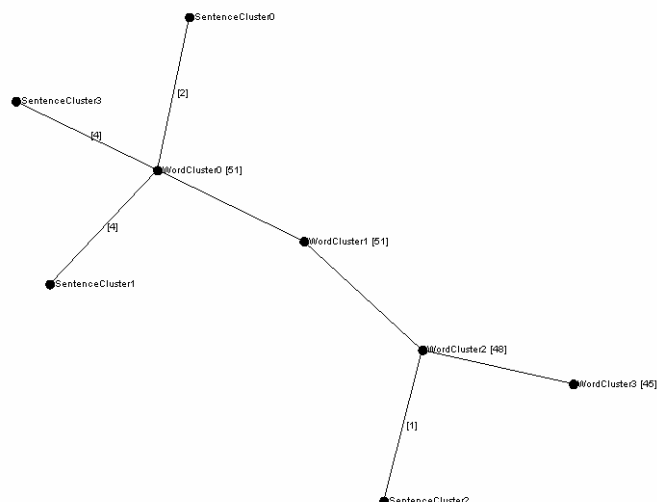 SentenceCluster0
[2]
SentenceCluster3
[4]
WordCluster0 [51]
[4]
WordCluster1 [51]
SentenceCluster1
WordCluster2 [48]
WordCluster3 [45]
[1]
SentenceCluster2